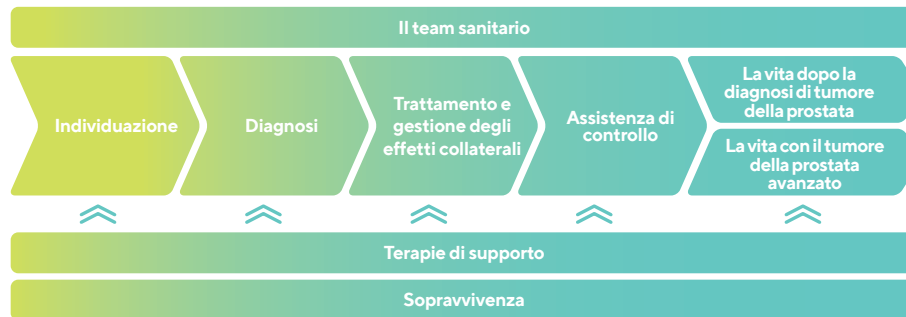 Il team sanitario
Individuazione
Diagnosi
Trattamento e
gestione degli
effetti collaterali
Assistenza di
controllo
La vita dopo la
diagnosi di tumore
della prostata
La vita con il tumore
della prostata
avanzato
Terapie di supporto
Sopravvivenza